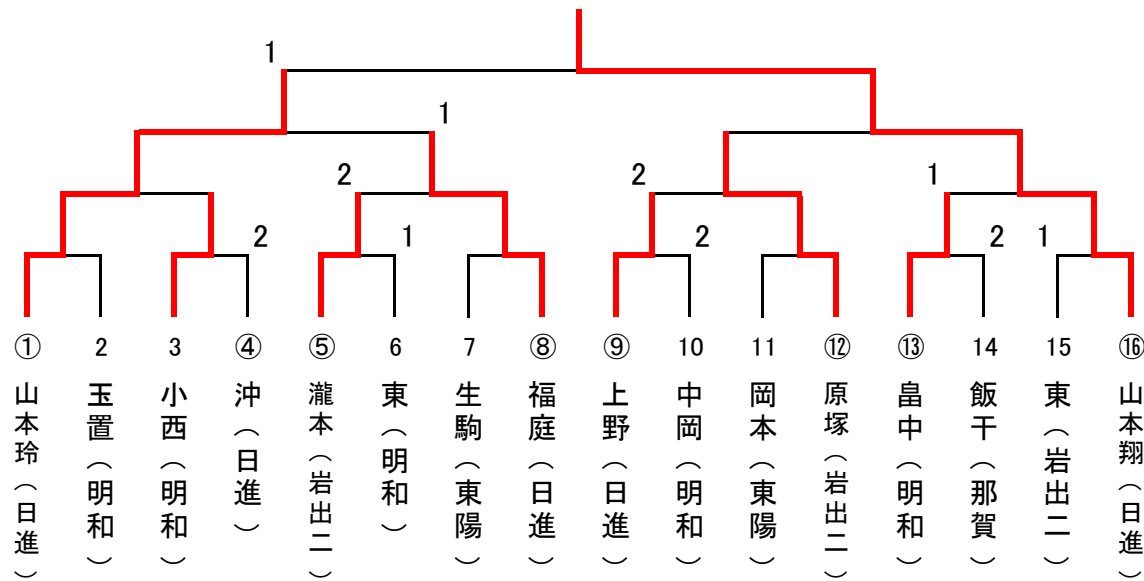 1
1
2
2
1
2
1
2
2
1
① 2 3 ④ ⑤ 6 7 ⑧ ⑨ 10 11 ⑫ ⑬ 14 15 ⑯
山本玲（日進）
玉置（明和）
小西（明和）
沖（日進）
瀧本（岩出二）
東（明和）
生駒（東陽）
福庭（日進）
上野（日進）
中岡（明和）
岡本（東陽）
原塚（岩出二）
畠中（明和）
飯干（那賀）
東（岩出二）
山本翔（日進）